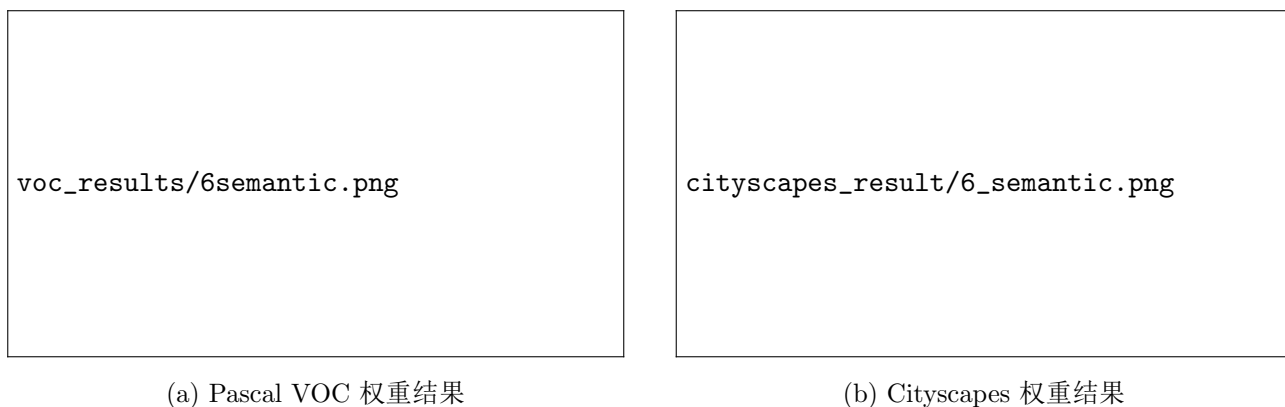 voc_results/6semantic.png
cityscapes_result/6_semantic.png
(a) Pascal VOC 权重结果
(b) Cityscapes 权重结果